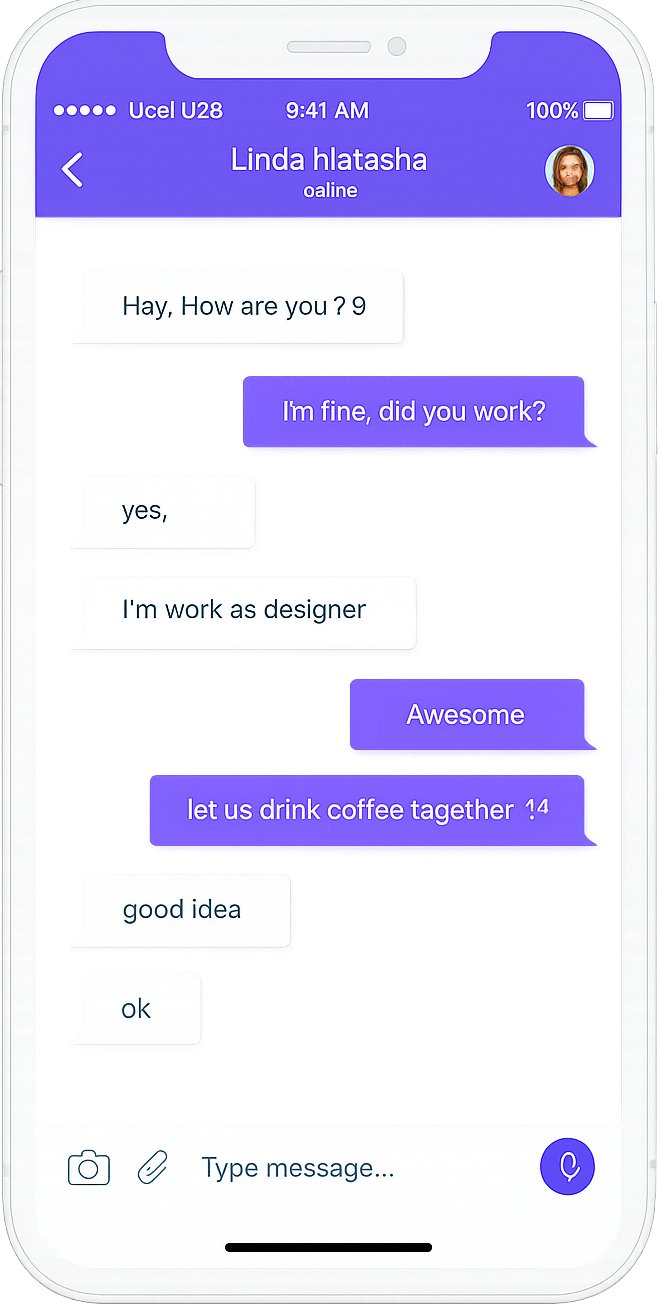 Ucel U28 9:41 AM 100%
Linda hlatasha
oaline
Hay, How are you ? 9
I'm fine, did you work?
yes,
I'm work as designer
Awesome
let us drink coffee tagether !4
good idea
ok
Type message...